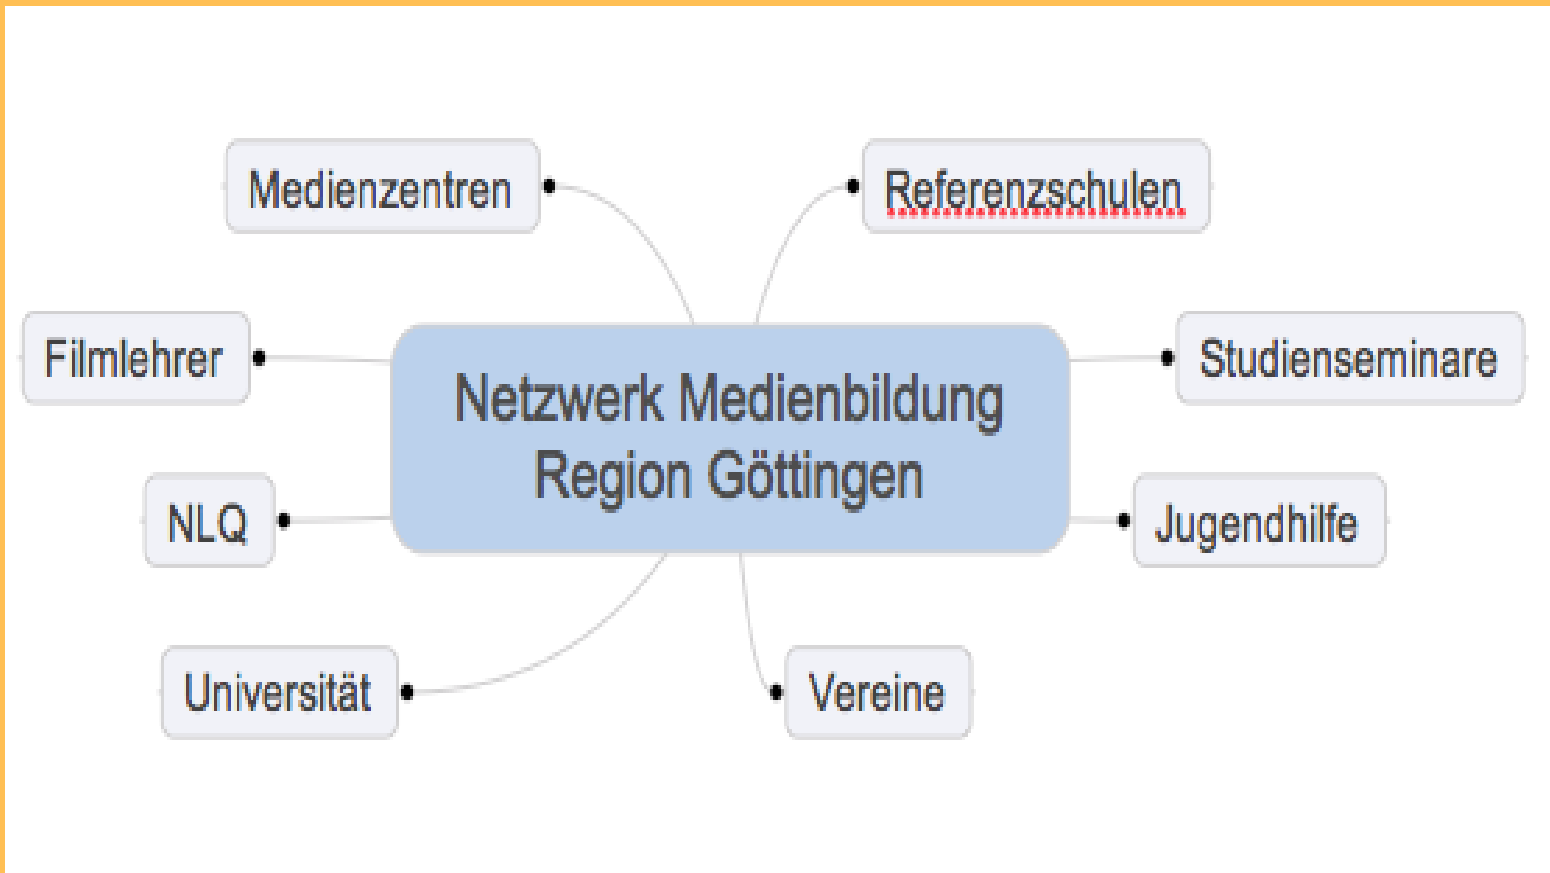 Medienzentren
Referenzschulen
Filmlehrer
Studienseminare
Netzwerk Medienbildung
Region Göttingen
NLQ
Jugendhilfe
Universität
Vereine